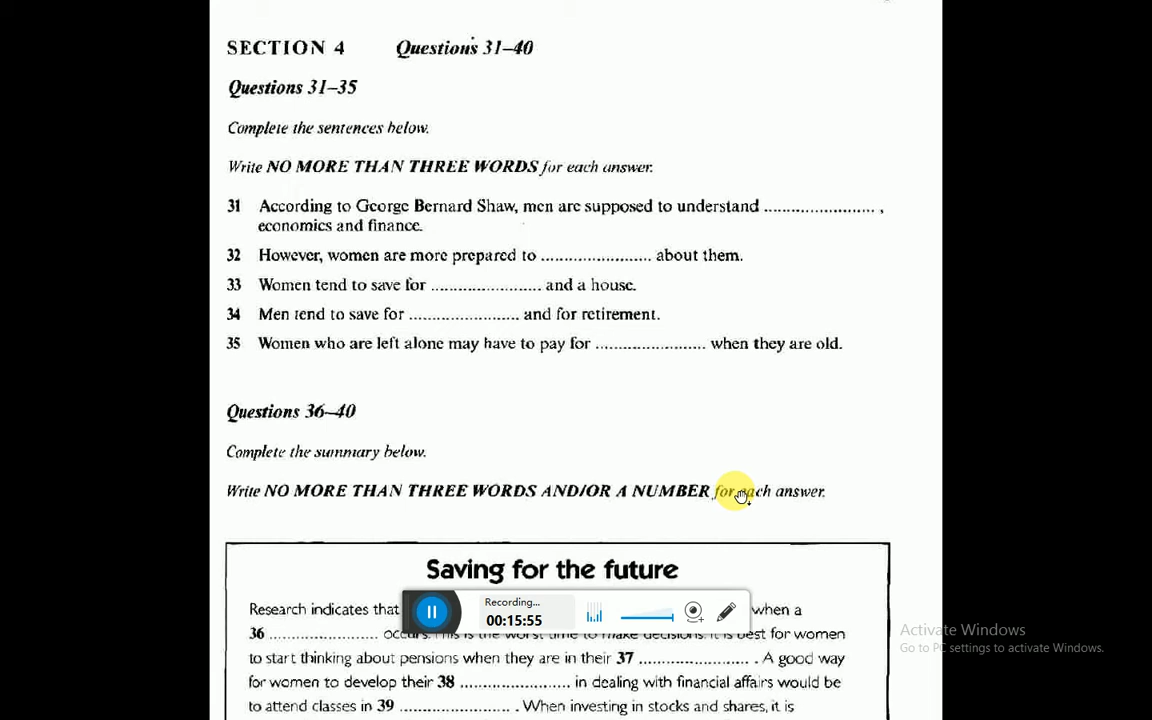 SECTION 4 Questions 31–40
Questions 31–35
Complete the sentences below.
Write NO MORE THAN THREE WORDS for each answer.
31 According to George Bernard Shaw, men are supposed to understand ........................ ,
economics and finance.
32 However, women are more prepared to ........................ about them.
33 Women tend to save for ........................ and a house.
34 Men tend to save for ........................ and for retirement.
35 Women who are left alone may have to pay for ........................ when they are old.
Questions 36–40
Complete the summary below.
Write NO MORE THAN THREE WORDS AND/OR A NUMBER for each answer.
Saving for the future
Research indicates that when a
Recording...
00:15:55
36 ........................ occurs. This is the worst time to make decisions. It is best for women
to start thinking about pensions when they are in their 37 ........................ . A good way
for women to develop their 38 ........................ in dealing with financial affairs would be
to attend classes in 39 ........................ . When investing in stocks and shares, it is
Activate Windows
Go to PC settings to activate Windows.